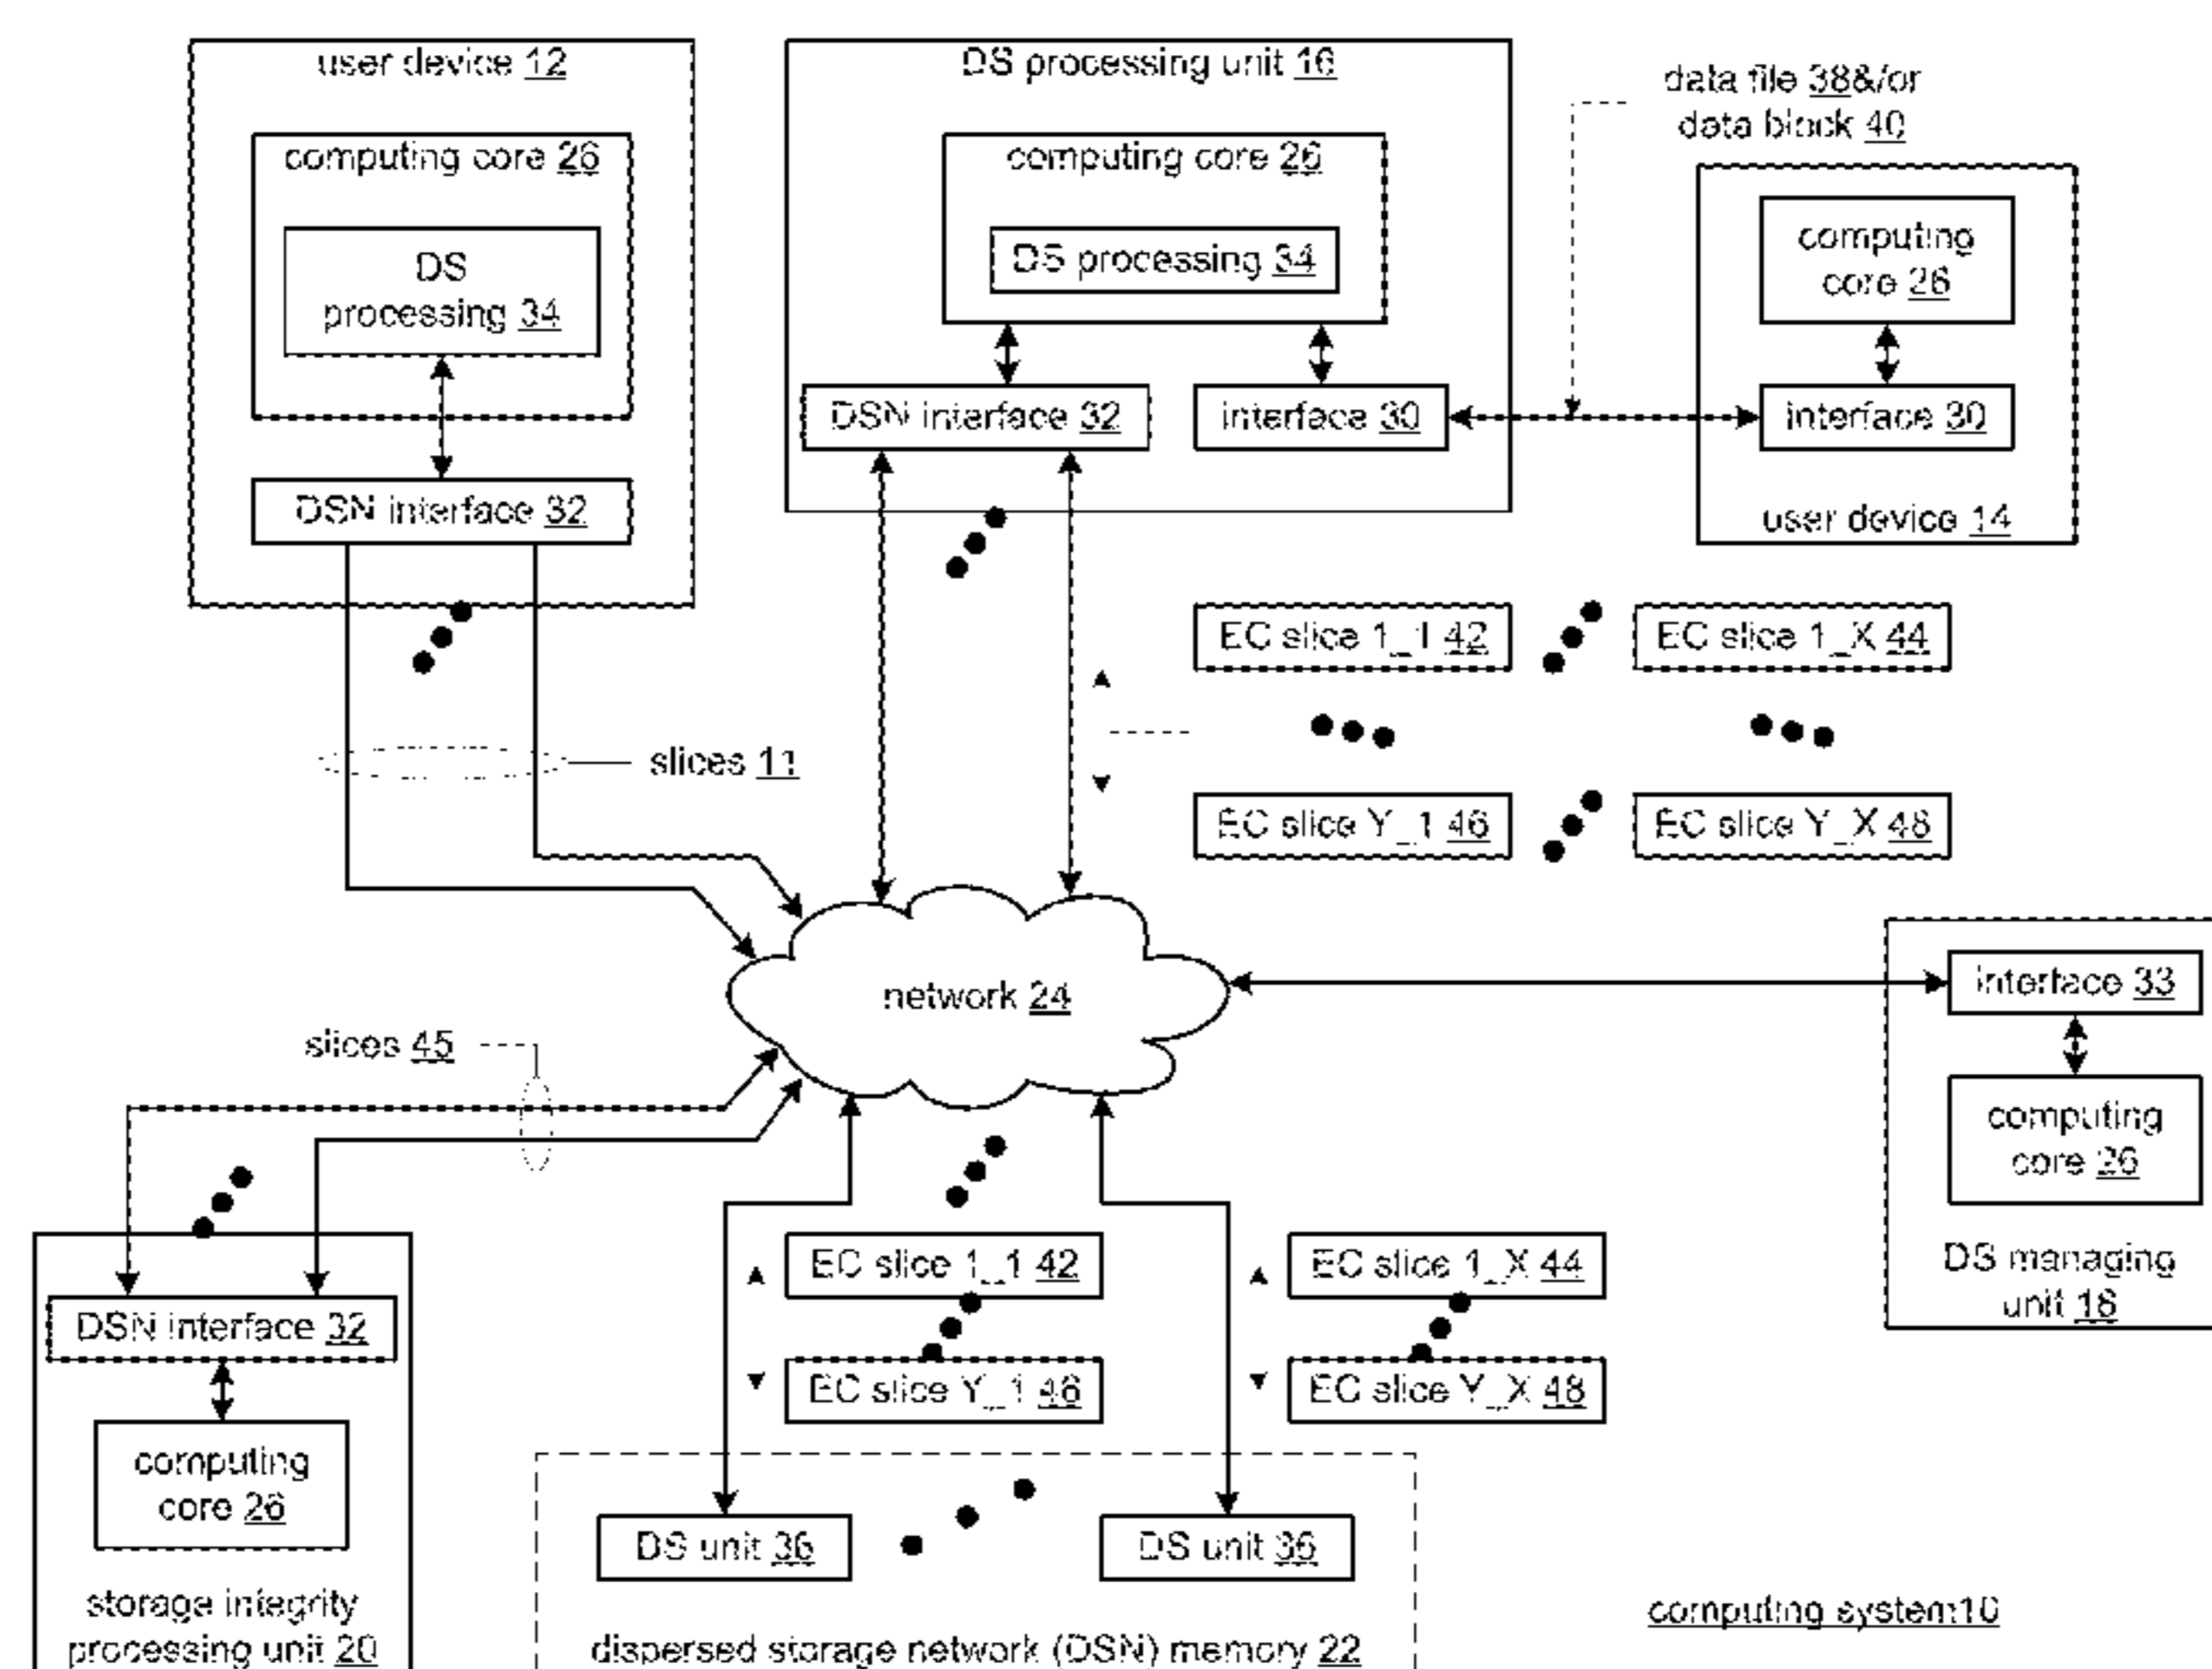 user device 12
computing core 26
DS
processing 34
DSN interface 32
DS processing unit 16
computing core 26
DS processing 34
DSN interface 32
interface 30
data file 38&/or
data block 40
computing
core 26
interface 30
user device 14
EC slice 1_1 42
EC slice 1_X 44
EC slice Y_1 46
EC slice Y_X 48
slices 11
network 24
interface 33
computing
core 26
DS managing
unit 18
slices 45
DSN interface 32
computing
core 26
storage integrity
processing unit 20
EC slice 1_1 42
EC slice 1_X 44
EC slice Y_1 46
EC slice Y_X 48
DS unit 36
DS unit 36
dispersed storage network (DSN) memory 22
computing system10